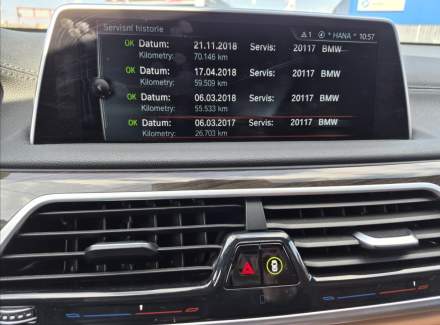 Servisní historie
1 * HANA * 10:57
OK Datum: 21.11.2018 Servis: 20117 BMW
Kilometry: 70.146 km
OK Datum: 17.04.2018 Servis: 20117 BMW
Kilometry: 59.509 km
OK Datum: 06.03.2018 Servis: 20117 BMW
Kilometry: 55.533 km
OK Datum: 06.03.2017 Servis: 20117 BMW
Kilometry: 26.703 km